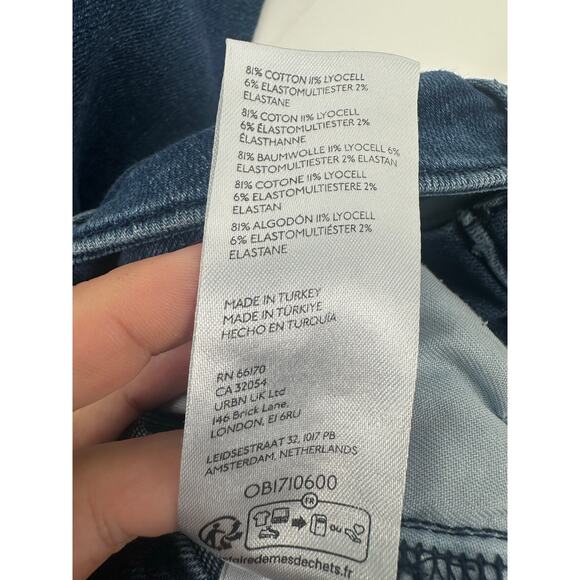 81% COTTON 11% LYOCELL
6% ELASTOMULTIESTER 2%
ELASTANE
81% COTON 11% LYOCELL
6% ÉLASTOMULTIESTER 2%
ÉLASTHANNE
81% BAUMWOLLE 11% LYOCELL 6%
ELASTOMULTIESTER 2% ELASTAN
81% COTONE 11% LYOCELL
6% ELASTOMULTIESTERE 2%
ELASTAN
81% ALGODÓN 11% LYOCELL
6% ELASTOMULTIÉSTER 2%
ELASTANE
MADE IN TURKEY
MADE IN TÜRKIYE
HECHO EN TURQUÍA
RN 66170
CA 32054
URBN UK Ltd
146 Brick Lane,
LONDON, E1 6RU
LEIDSESTRAAT 32, 1017 PB
AMSTERDAM, NETHERLANDS
OB1710600
FR
OU
fairedemesdechets.fr